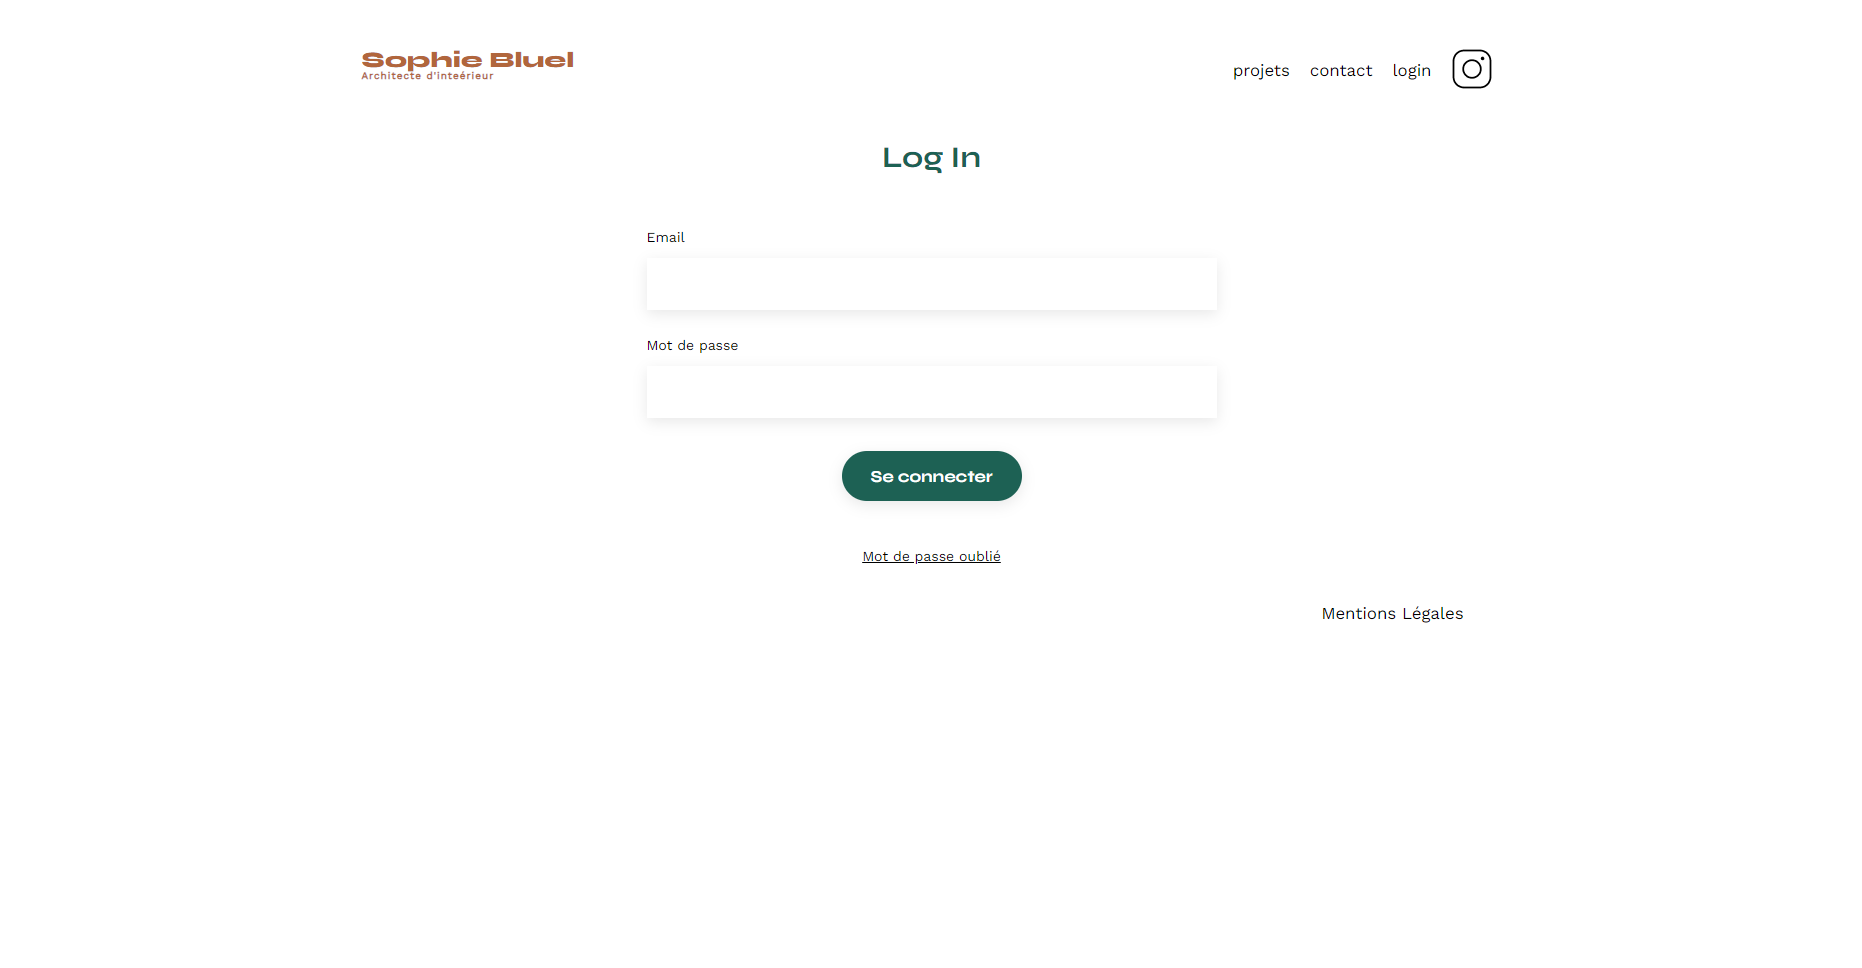 Sophie Bluel
Architecte d'inteérieur
projets contact login
Log In
Email
Mot de passe
Se connecter
Mot de passe oublié
Mentions Légales